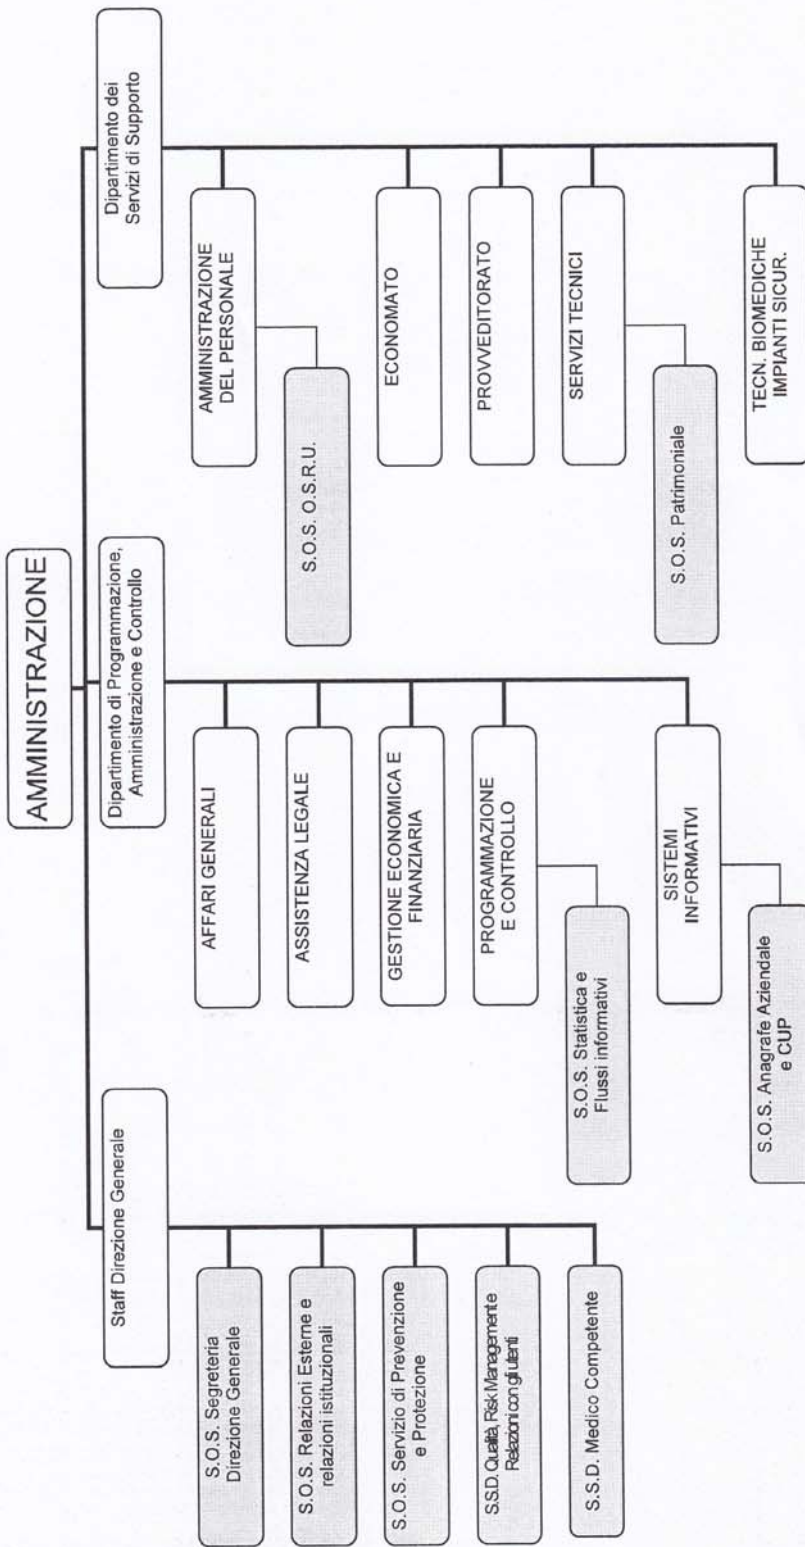 AMMINISTRAZIONE
Staff Direzione Generale
S.O.S. Segreteria
Direzione Generale
S.O.S. Relazioni Esterne e
relazioni istituzionali
S.O.S. Servizio di Prevenzione
e Protezione
S.S.D. Qualità, Risk Management e
Relazioni con gli utenti
S.S.D. Medico Competente
Dipartimento di Programmazione,
Amministrazione e Controllo
AFFARI GENERALI
ASSISTENZA LEGALE
GESTIONE ECONOMICA E
FINANZIARIA
PROGRAMMAZIONE
E CONTROLLO
S.O.S. Statistica e
Flussi informativi
SISTEMI
INFORMATIVI
S.O.S. Anagrafe Aziendale
e CUP
Dipartimento dei
Servizi di Supporto
AMMINISTRAZIONE
DEL PERSONALE
S.O.S. O.S.R.U.
ECONOMATO
PROVVEDITORATO
SERVIZI TECNICI
S.O.S. Patrimoniale
TECN. BIOMEDICHE
IMPIANTI SICUR.